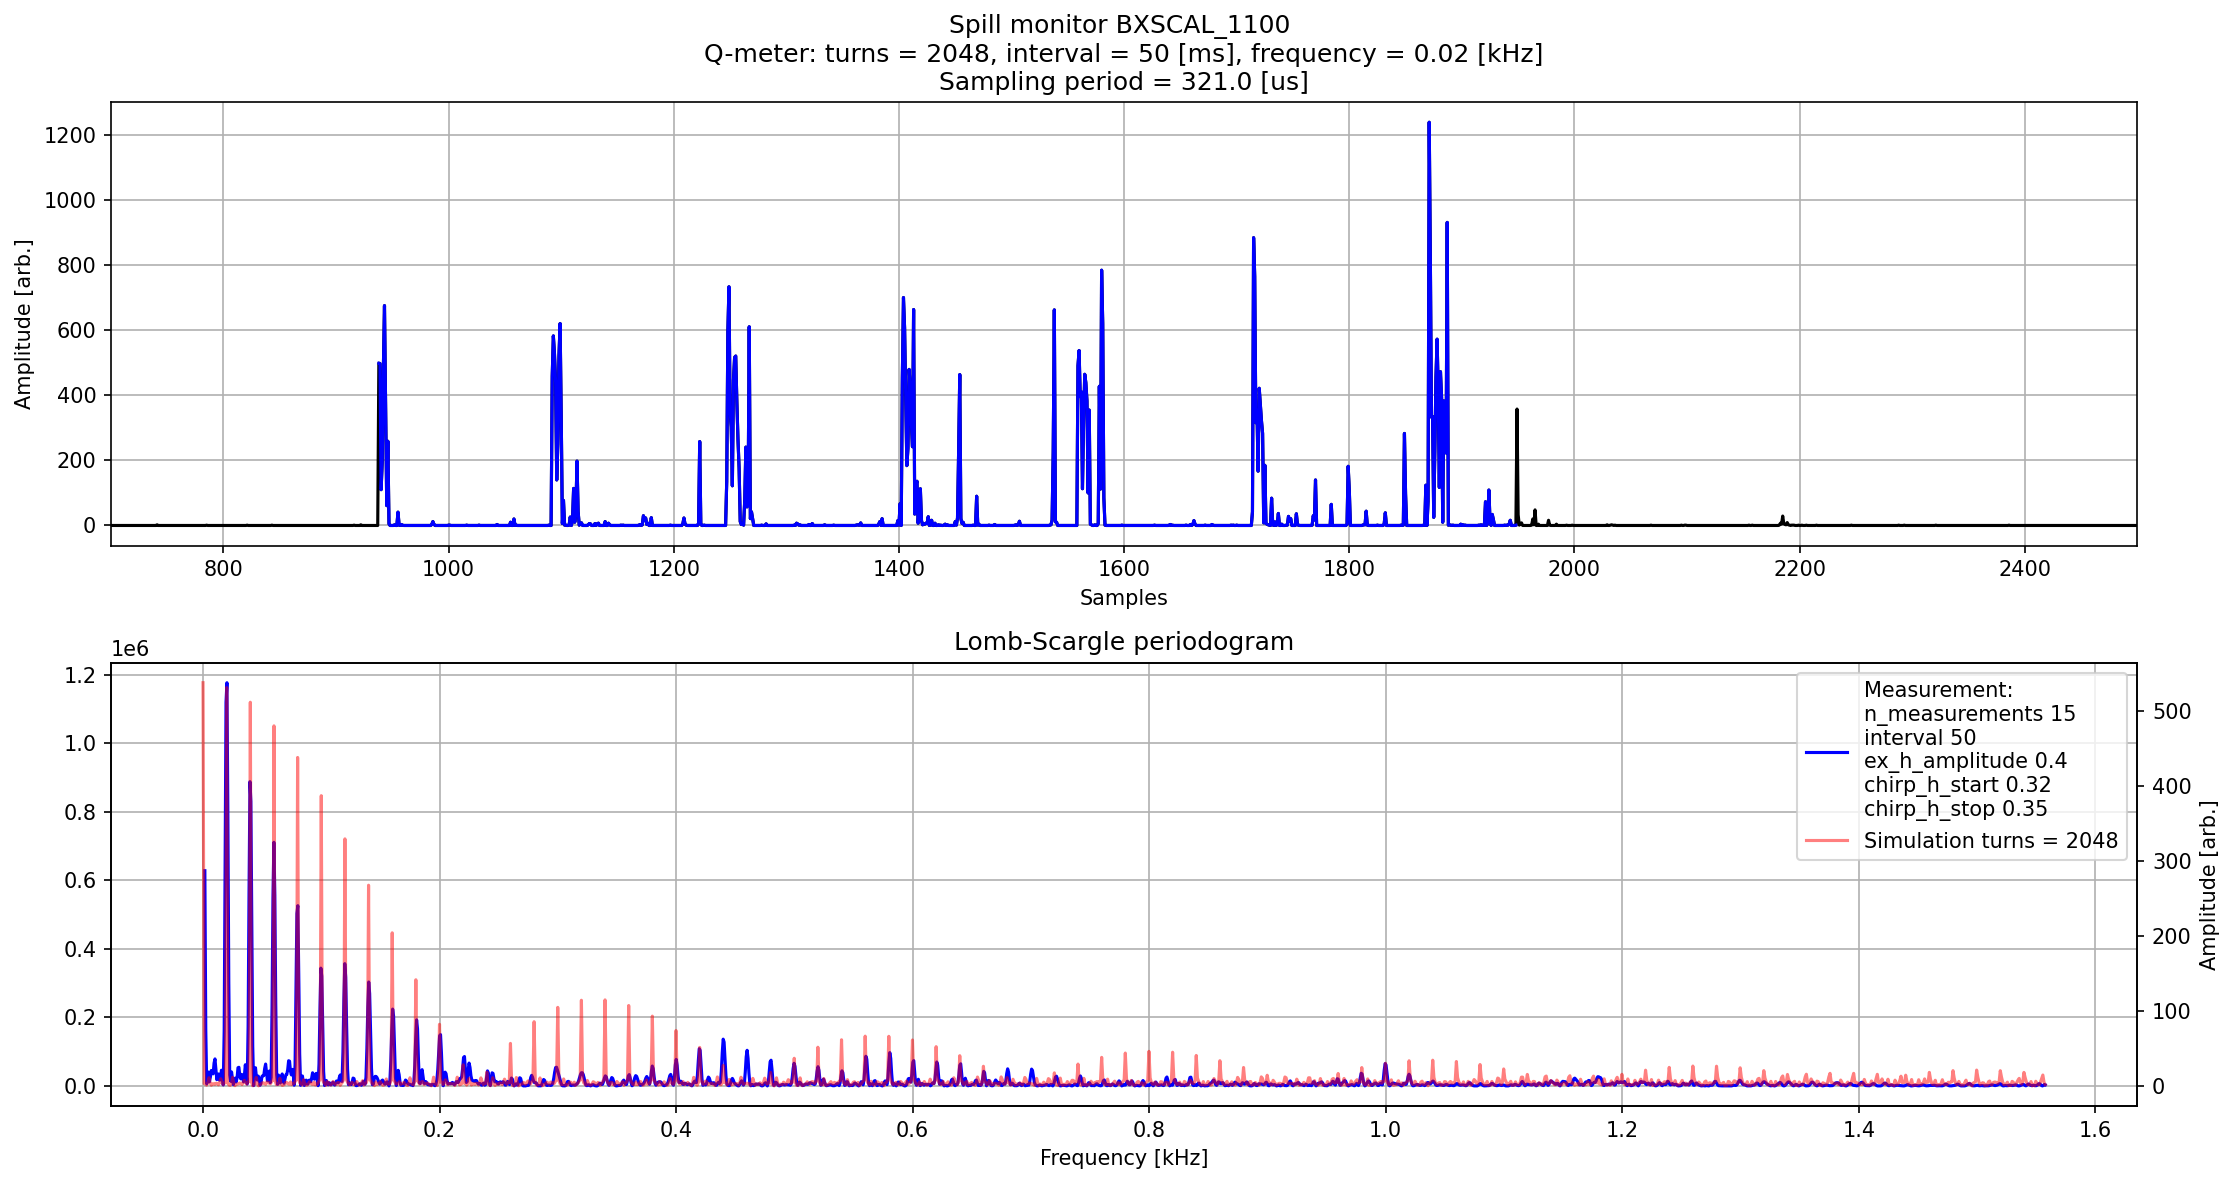 Spill monitor BXSCAL_1100
Q-meter: turns = 2048, interval = 50 [ms], frequency = 0.02 [kHz]
Sampling period = 321.0 [us]
1200
1000
800
600
400
200
0
Amplitude [arb.]
800 1000 1200 1400 1600 1800 2000 2200 2400
Samples
Lomb-Scargle periodogram
1e6
1.2
1.0
0.8
0.6
0.4
0.2
0.0
Measurement:
n_measurements 15
interval 50
ex_h_amplitude 0.4
chirp_h_start 0.32
chirp_h_stop 0.35
Simulation turns = 2048
500
400
300
200
100
0
Amplitude [arb.]
0.0 0.2 0.4 0.6 0.8 1.0 1.2 1.4 1.6
Frequency [kHz]